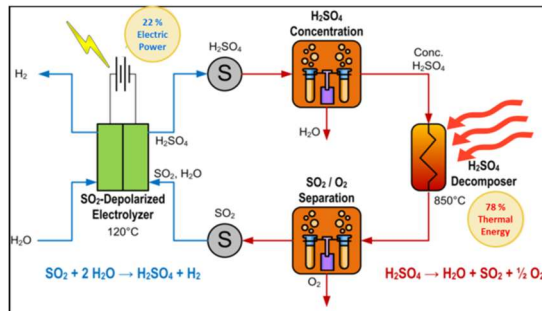 22 %
Electric
Power
H₂SO₄
Concentration
H₂
H₂SO₄
S
Conc.
H₂SO₄
H₂SO₄
H₂O
SO₂, H₂O
SO₂-Depolarized
Electrolyzer
120°C
SO₂ / O₂
Separation
H₂SO₄
Decomposer
850°C
78 %
Thermal
Energy
SO₂
S
H₂O
O₂
SO₂ + 2 H₂O → H₂SO₄ + H₂
H₂SO₄ → H₂O + SO₂ + ½ O₂